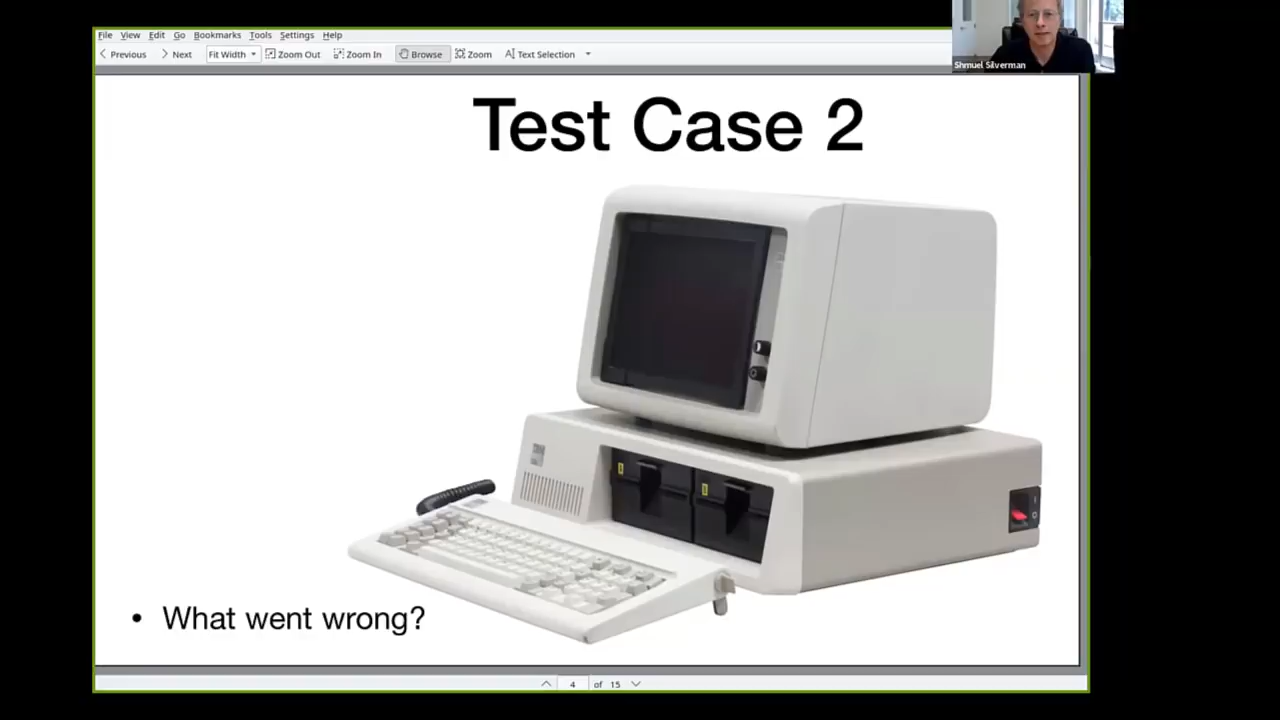 File View Edit Go Bookmarks Tools Settings Help
Previous Next Fit Width Zoom Out Zoom In Browse Zoom Text Selection
Shmuel Silverman
Test Case 2
• What went wrong?
4 of 15